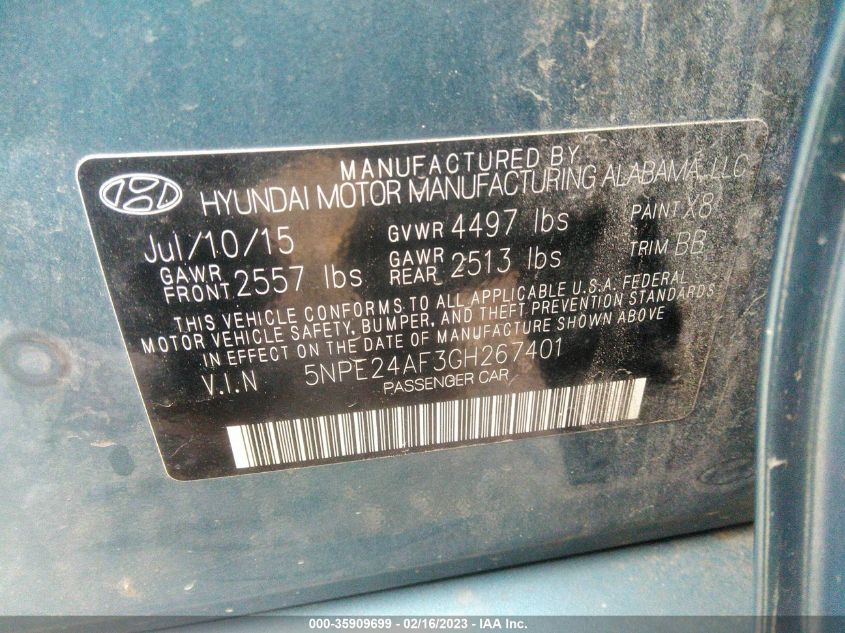 MANUFACTURED BY
HYUNDAI MOTOR MANUFACTURING ALABAMA, LLC
Jul/10/15 GVWR 4497 lbs PAINT X8
GAWR FRONT 2557 lbs GAWR REAR 2513 lbs TRIM BB
THIS VEHICLE CONFORMS TO ALL APPLICABLE U.S.A. FEDERAL
MOTOR VEHICLE SAFETY, BUMPER, AND THEFT PREVENTION STANDARDS
IN EFFECT ON THE DATE OF MANUFACTURE SHOWN ABOVE
V.I.N 5NPE24AF3GH267401
PASSENGER CAR
000-35909699 - 02/16/2023 - IAA Inc.